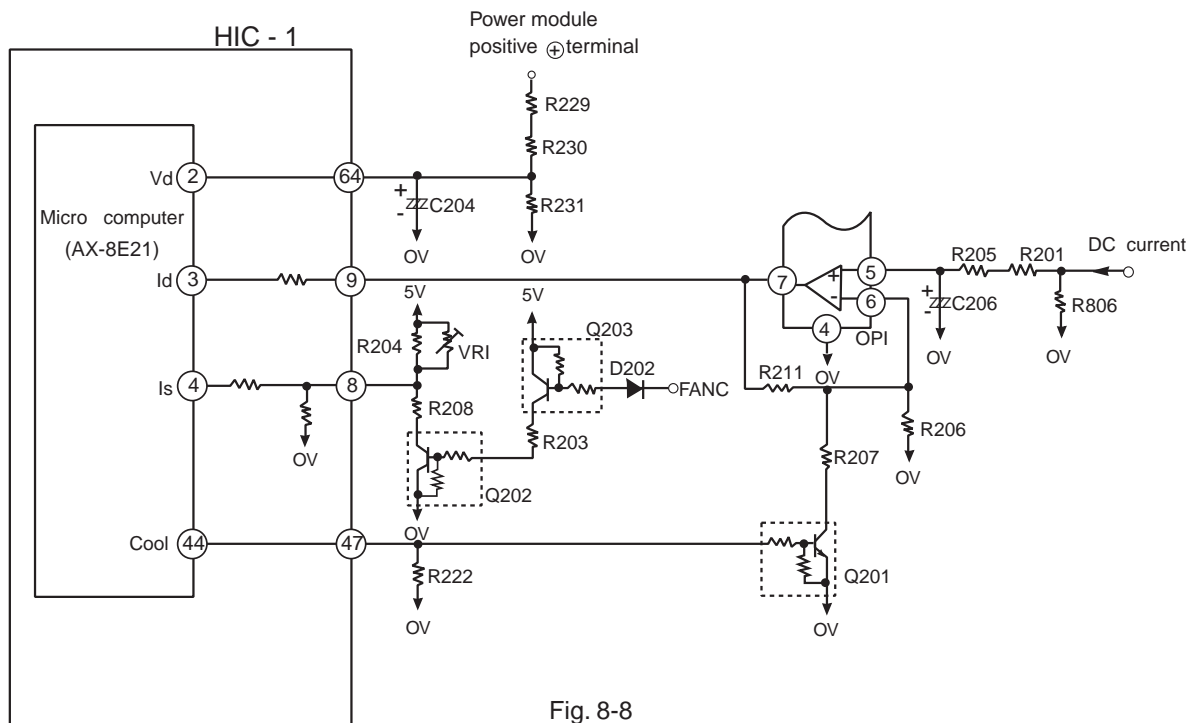 Power module
positive ⊕ terminal
HIC - 1
R229
R230
Vd 2
64
+
-
C204
R231
Micro computer
(AX-8E21)
OV
OV
Id 3
9
7
+
-
5
6
4
OPI
R205
R201
DC current
+
-
C206
R806
OV
OV
OV
5V
5V
R204
VRI
Q203
D202
FANC
R211
Is 4
8
R208
R203
R206
OV
OV
Q202
R207
OV
Cool 44
47
R222
Q201
OV
OV
Fig. 8-8